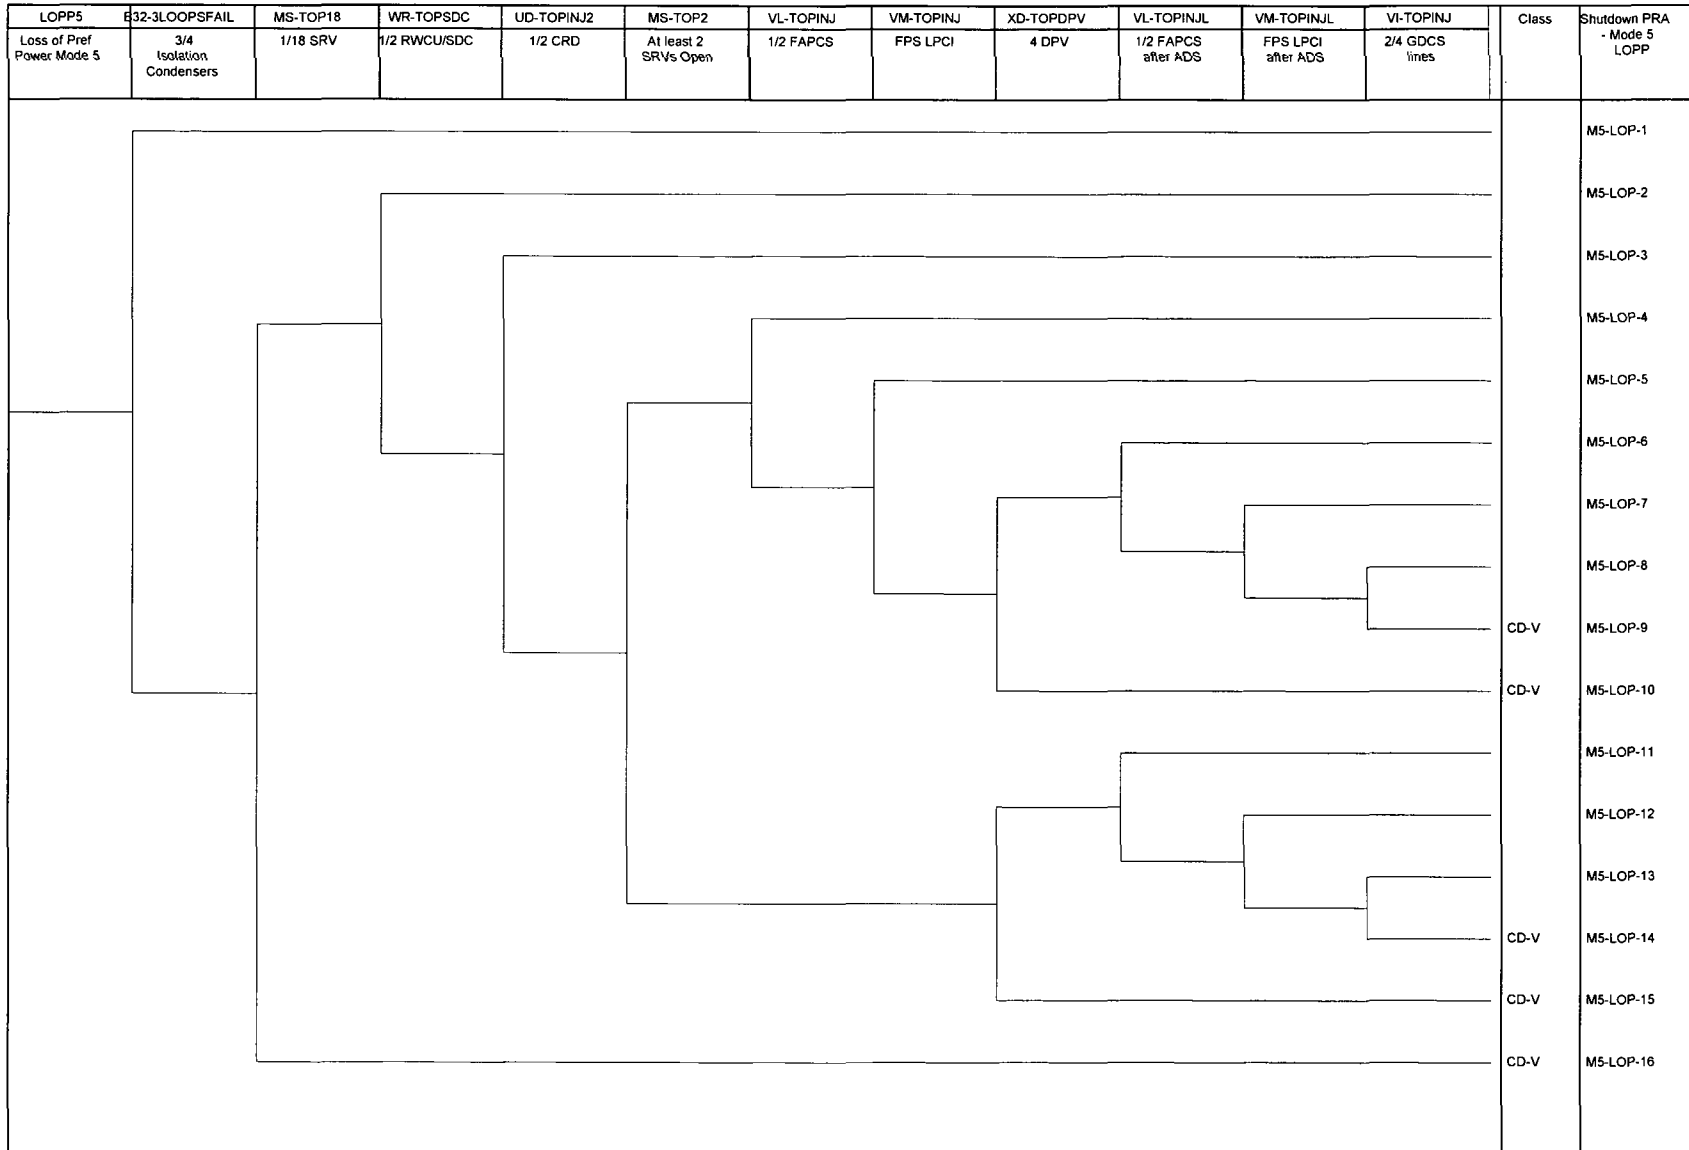 LOPP5 E32-3LOOPSFAIL MS-TOP18 WR-TOPSDC UD-TOPINJ2 MS-TOP2 VL-TOPINJ VM-TOPINJ XD-TOPDPV VL-TOPINJL VM-TOPINJL VI-TOPINJ Class Shutdown PRA
- Mode 5
LOPP
Loss of Pref
Power Mode 5
3/4
Isolation
Condensers
1/18 SRV
1/2 RWCU/SDC
1/2 CRD
At least 2
SRVs Open
1/2 FAPCS
FPS LPCI
4 DPV
1/2 FAPCS
after ADS
FPS LPCI
after ADS
2/4 GDCS
lines
M5-LOP-1
M5-LOP-2
M5-LOP-3
M5-LOP-4
M5-LOP-5
M5-LOP-6
M5-LOP-7
M5-LOP-8
CD-V M5-LOP-9
CD-V M5-LOP-10
M5-LOP-11
M5-LOP-12
M5-LOP-13
CD-V M5-LOP-14
CD-V M5-LOP-15
CD-V M5-LOP-16